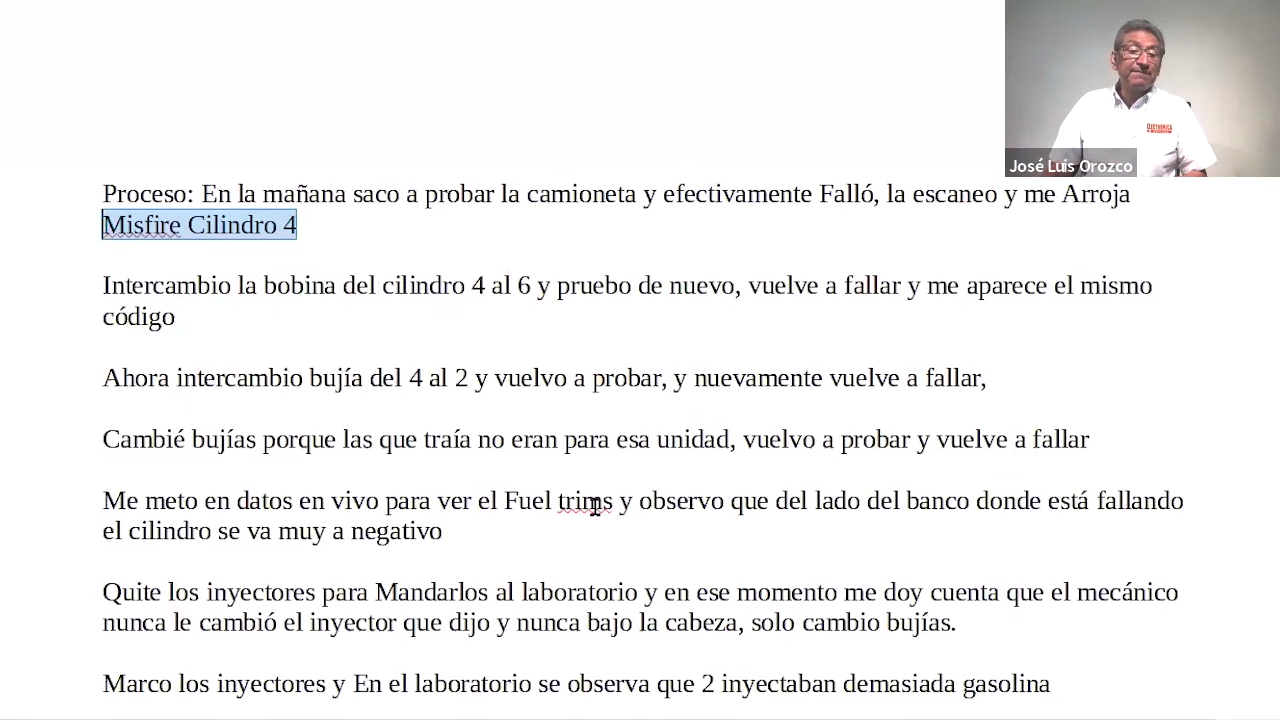 José Luis Orozco
Proceso: En la mañana saco a probar la camioneta y efectivamente Falló, la escaneo y me Arroja
Misfire Cilindro 4
Intercambio la bobina del cilindro 4 al 6 y pruebo de nuevo, vuelve a fallar y me aparece el mismo
código
Ahora intercambio bujía del 4 al 2 y vuelvo a probar, y nuevamente vuelve a fallar,
Cambié bujías porque las que traía no eran para esa unidad, vuelvo a probar y vuelve a fallar
Me meto en datos en vivo para ver el Fuel trims y observo que del lado del banco donde está fallando
el cilindro se va muy a negativo
Quite los inyectores para Mandarlos al laboratorio y en ese momento me doy cuenta que el mecánico
nunca le cambió el inyector que dijo y nunca bajo la cabeza, solo cambio bujías.
Marco los inyectores y En el laboratorio se observa que 2 inyectaban demasiada gasolina